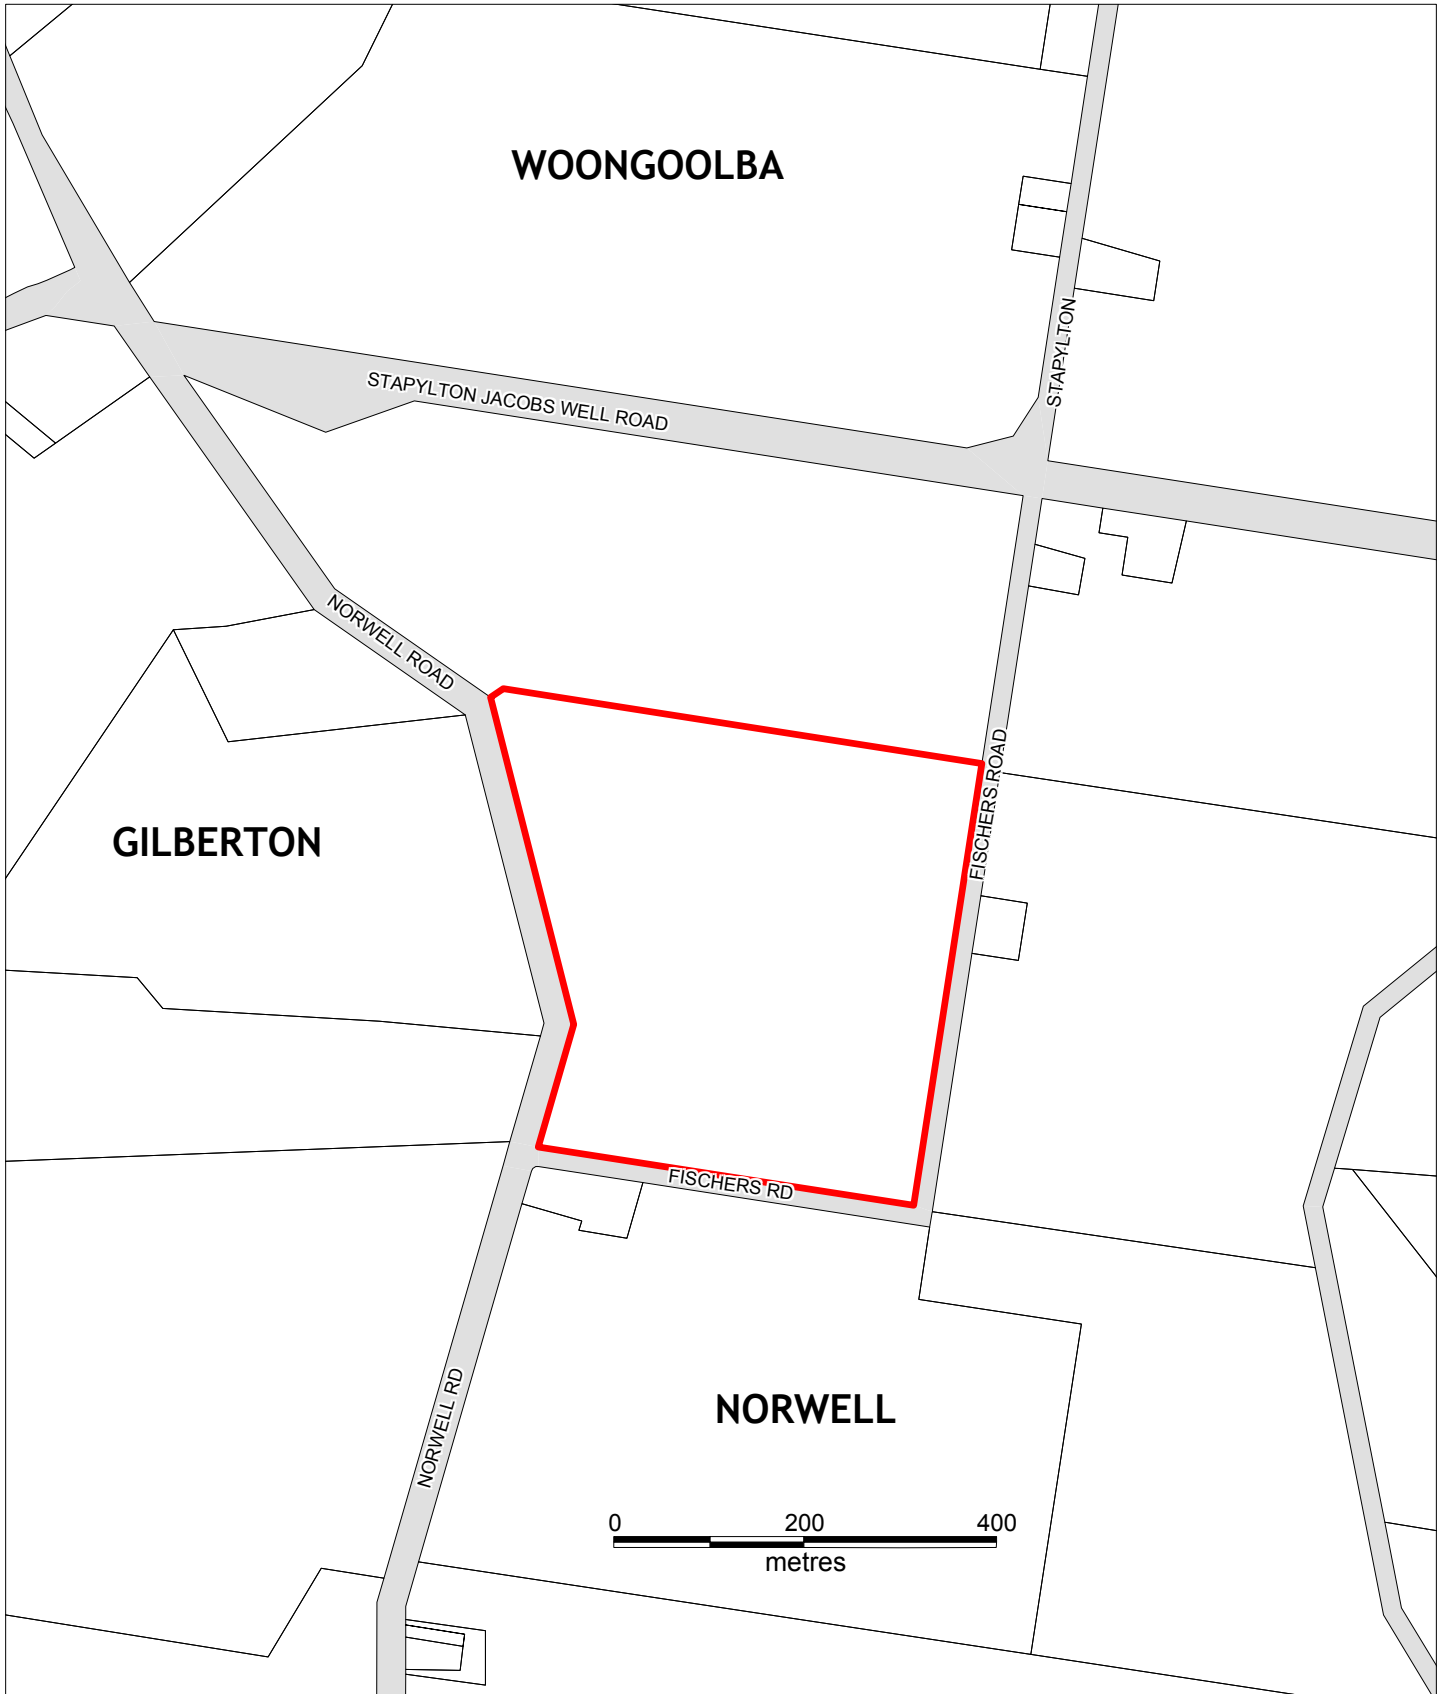 WOONGOOLBA
STAPYLTON
STAPYLTON JACOBS WELL ROAD
NORWELL ROAD
FISCHERS ROAD
GILBERTON
FISCHERS RD
NORWELL RD
NORWELL
0 200 400
metres